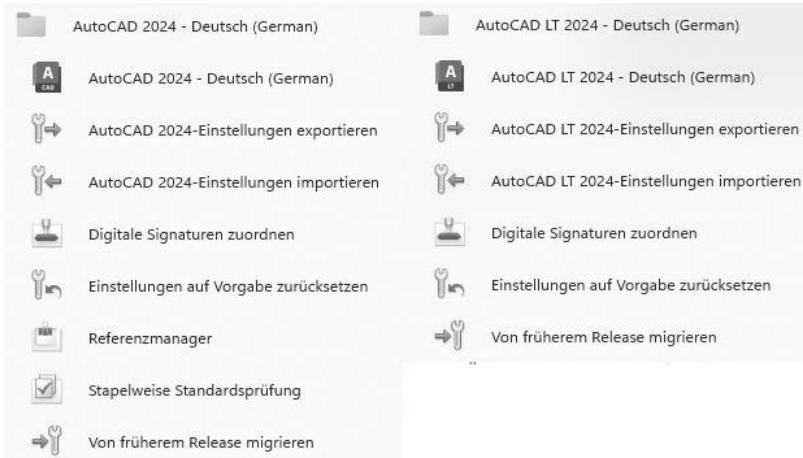 AutoCAD 2024 - Deutsch (German)
A
CAD
AutoCAD 2024 - Deutsch (German)
AutoCAD 2024-Einstellungen exportieren
AutoCAD 2024-Einstellungen importieren
Digitale Signaturen zuordnen
Einstellungen auf Vorgabe zurücksetzen
Referenzmanager
Stapelweise Standardsprüfung
Von früherem Release migrieren
AutoCAD LT 2024 - Deutsch (German)
A
LT
AutoCAD LT 2024 - Deutsch (German)
AutoCAD LT 2024-Einstellungen exportieren
AutoCAD LT 2024-Einstellungen importieren
Digitale Signaturen zuordnen
Einstellungen auf Vorgabe zurücksetzen
Von früherem Release migrieren